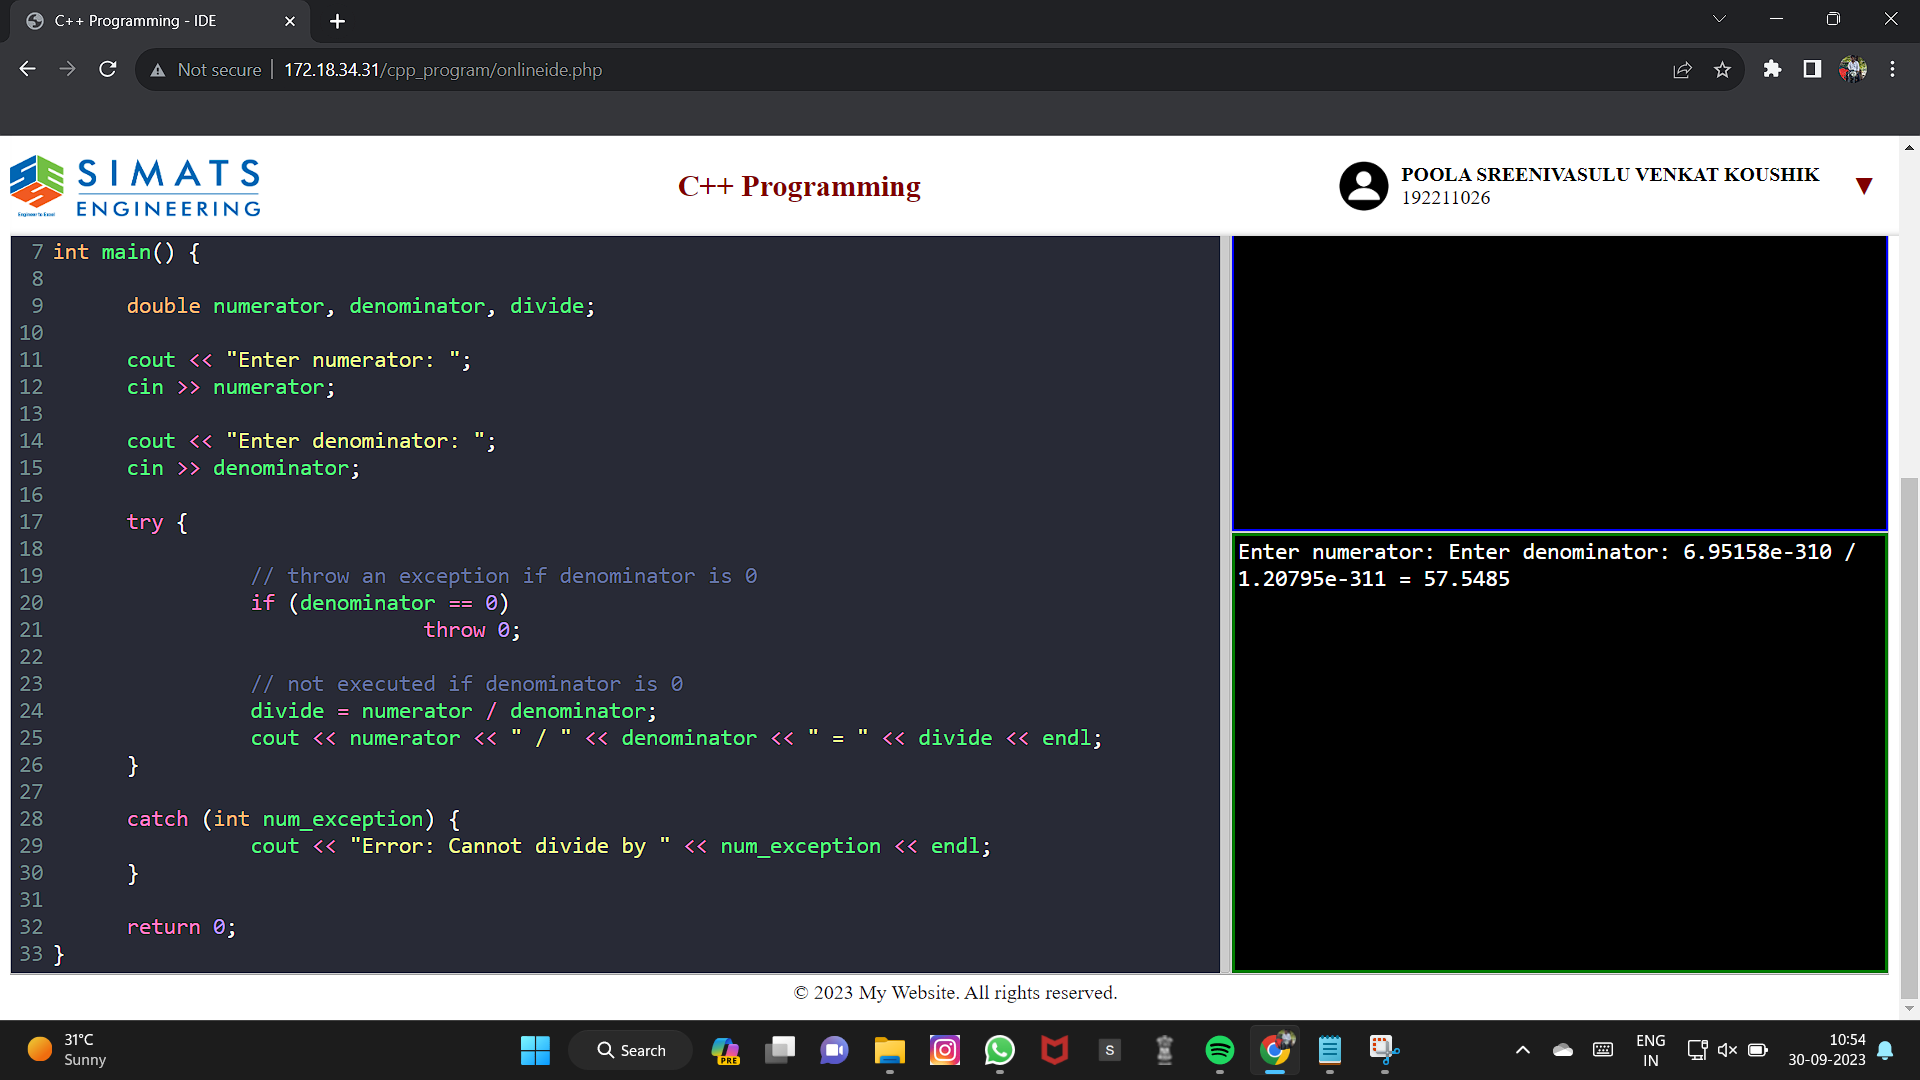 C++ Programming - IDE
Not secure | 172.18.34.31/cpp_program/onlineide.php
SIMATS
ENGINEERING
Engineer to Excel
C++ Programming
POOLA SREENIVASULU VENKAT KOUSHIK
192211026
7 int main() {
8
9 double numerator, denominator, divide;
10
11 cout << "Enter numerator: ";
12 cin >> numerator;
13
14 cout << "Enter denominator: ";
15 cin >> denominator;
16
17 try {
18
19 // throw an exception if denominator is 0
20 if (denominator == 0)
21 throw 0;
22
23 // not executed if denominator is 0
24 divide = numerator / denominator;
25 cout << numerator << " / " << denominator << " = " << divide << endl;
26 }
27
28 catch (int num_exception) {
29 cout << "Error: Cannot divide by " << num_exception << endl;
30 }
31
32 return 0;
33 }
Enter numerator: Enter denominator: 6.95158e-310 /
1.20795e-311 = 57.5485
© 2023 My Website. All rights reserved.
31°C
Sunny
Search
PRE
S
ENG
IN
10:54
30-09-2023